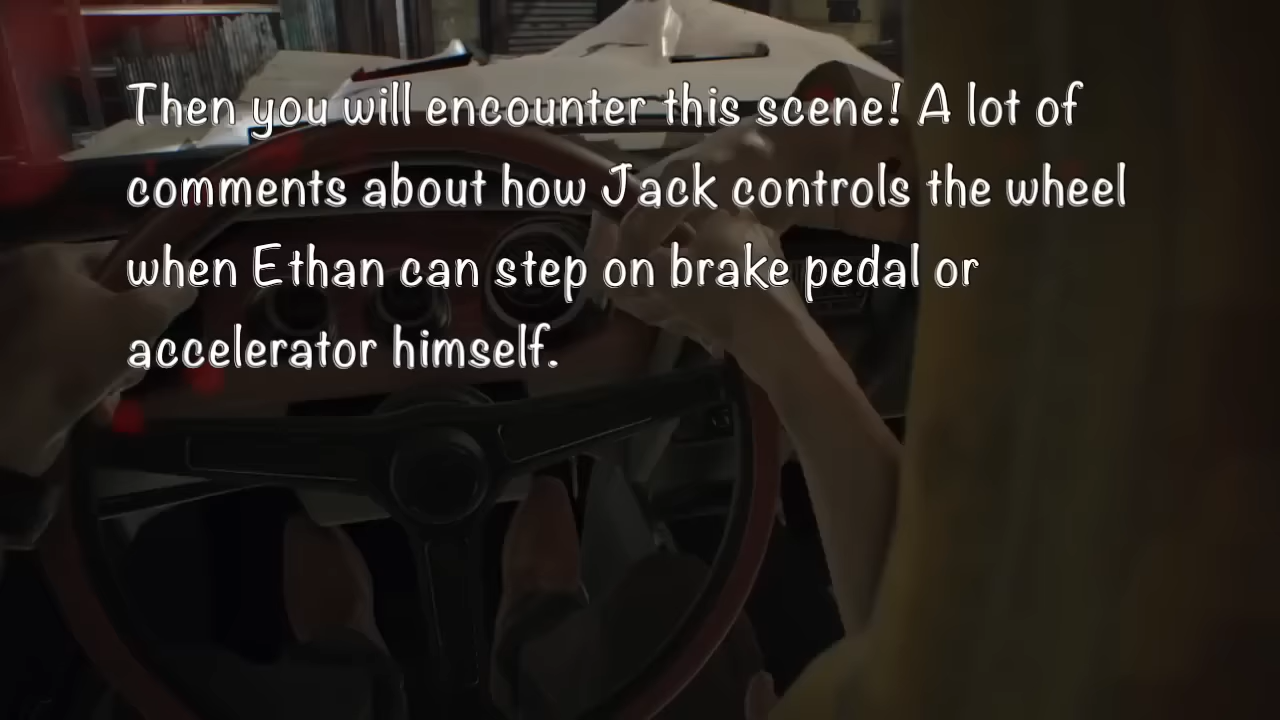 Then you will encounter this scene! A lot of
comments about how Jack controls the wheel
when Ethan can step on brake pedal or
accelerator himself.